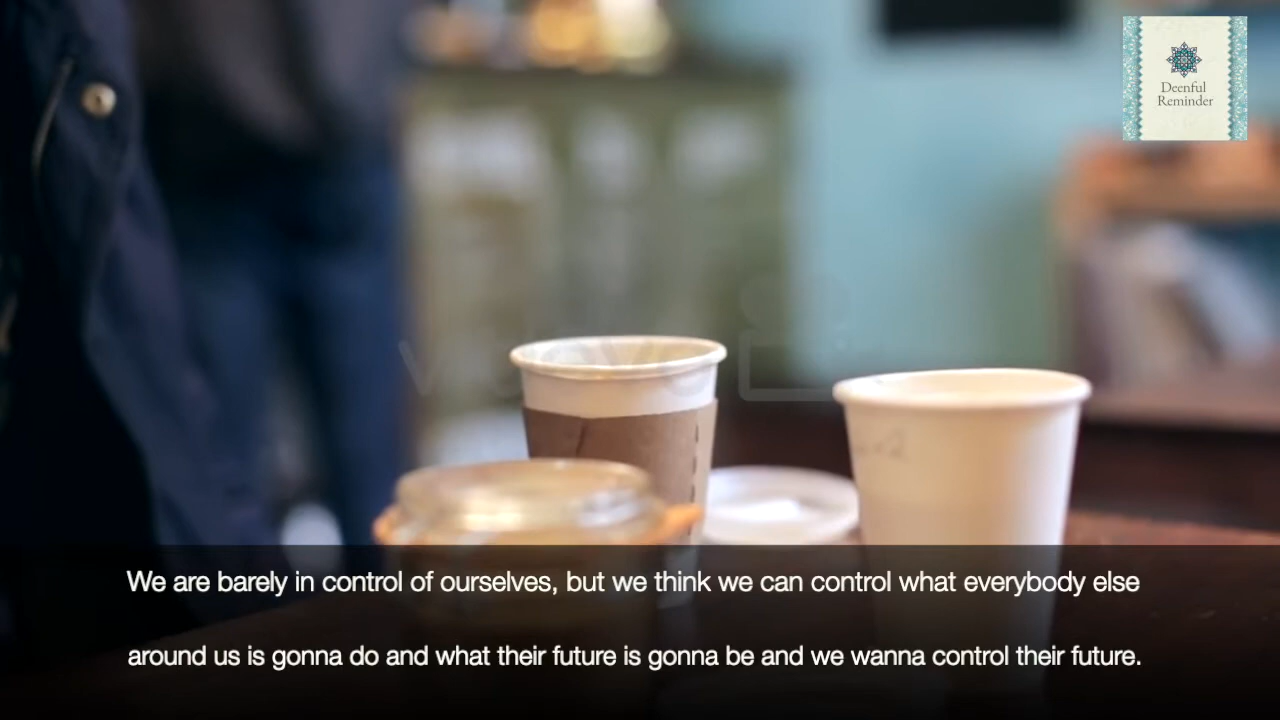 Deenful
Reminder
We are barely in control of ourselves, but we think we can control what everybody else
around us is gonna do and what their future is gonna be and we wanna control their future.